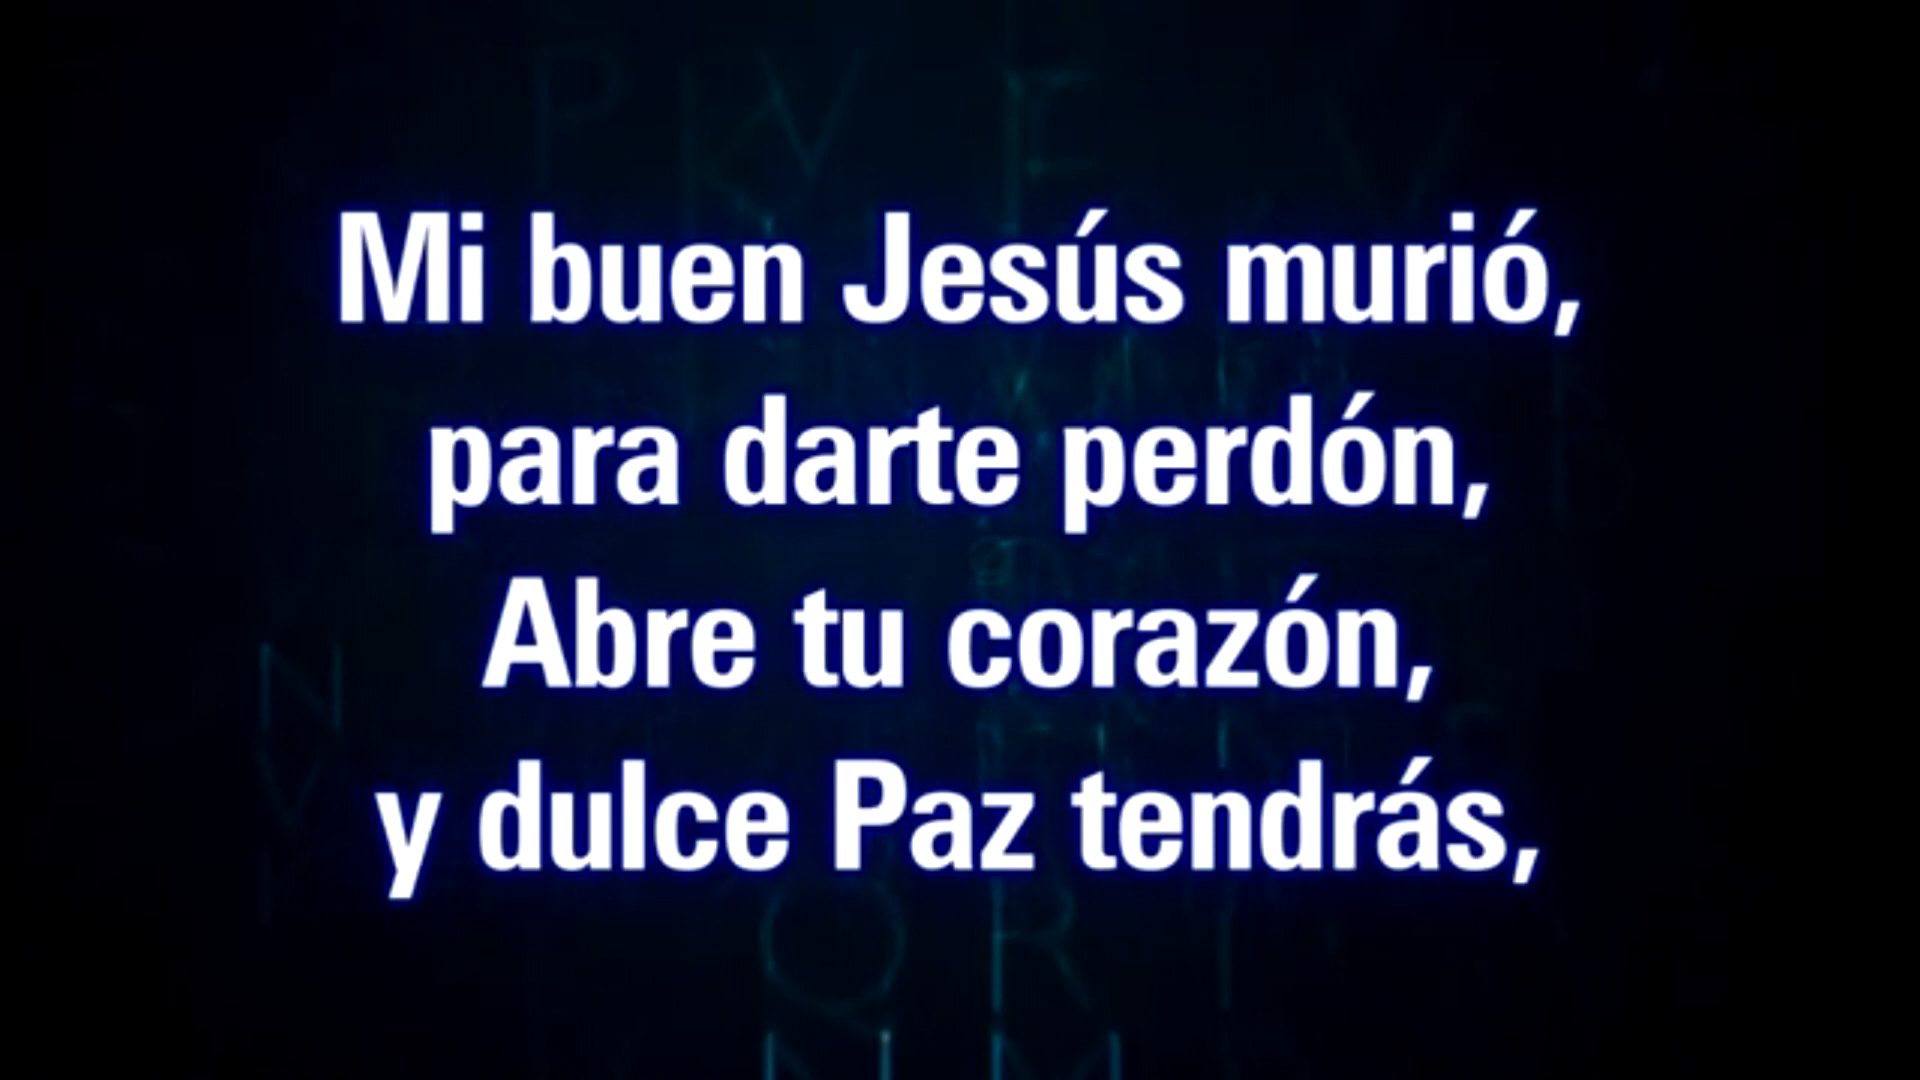 Mi buen Jesús murió,
para darte perdón,
Abre tu corazón,
y dulce Paz tendrás,